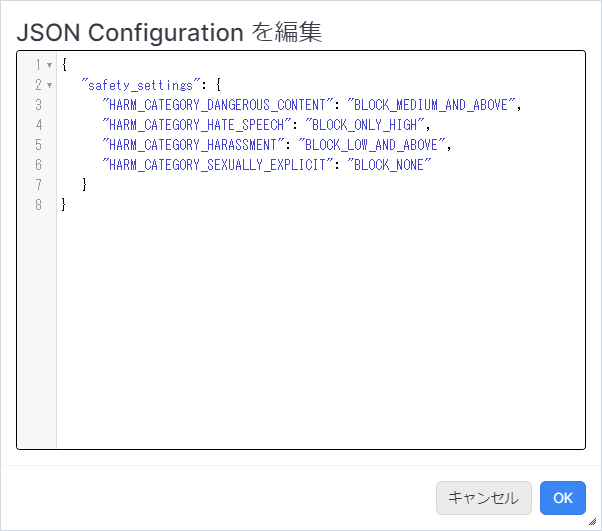 JSON Configuration を編集
1 {
2 "safety_settings": {
3 "HARM_CATEGORY_DANGEROUS_CONTENT": "BLOCK_MEDIUM_AND_ABOVE",
4 "HARM_CATEGORY_HATE_SPEECH": "BLOCK_ONLY_HIGH",
5 "HARM_CATEGORY_HARASSMENT": "BLOCK_LOW_AND_ABOVE",
6 "HARM_CATEGORY_SEXUALLY_EXPLICIT": "BLOCK_NONE"
7 }
8 }
キャンセル OK